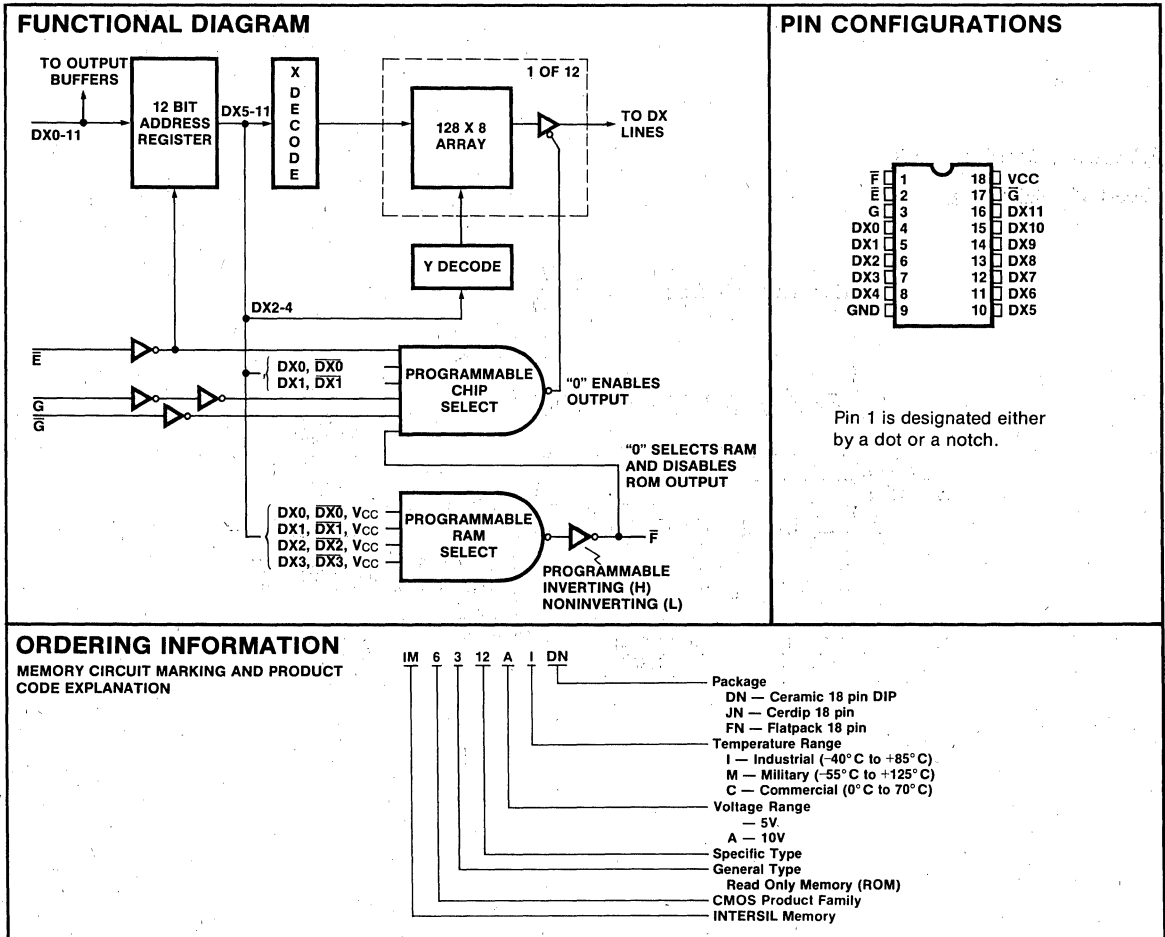 FUNCTIONAL DIAGRAM
TO OUTPUT
BUFFERS
DX0-11
12 BIT
ADDRESS
REGISTER
DX5-11
X
D
E
C
O
D
E
1 OF 12
128 X 8
ARRAY
TO DX
LINES
Y DECODE
DX2-4
E̅
G
G̅
DX0, D̅X̅0̅
DX1, D̅X̅1̅
PROGRAMMABLE
CHIP
SELECT
“0” ENABLES
OUTPUT
“0” SELECTS RAM
AND DISABLES
ROM OUTPUT
DX0, D̅X̅0̅, VCC
DX1, D̅X̅1̅, VCC
DX2, D̅X̅2̅, VCC
DX3, D̅X̅3̅, VCC
PROGRAMMABLE
RAM
SELECT
F̅
PROGRAMMABLE
INVERTING (H)
NONINVERTING (L)
PIN CONFIGURATIONS
F̅ 1 18 VCC
E̅ 2 17 G̅
G 3 16 DX11
DX0 4 15 DX10
DX1 5 14 DX9
DX2 6 13 DX8
DX3 7 12 DX7
DX4 8 11 DX6
GND 9 10 DX5
Pin 1 is designated either
by a dot or a notch.
ORDERING INFORMATION
MEMORY CIRCUIT MARKING AND PRODUCT
CODE EXPLANATION
IM 6 3 12 A I DN
Package
DN — Ceramic 18 pin DIP
JN — Cerdip 18 pin
FN — Flatpack 18 pin
Temperature Range
I — Industrial (−40°C to +85°C)
M — Military (−55°C to +125°C)
C — Commercial (0°C to 70°C)
Voltage Range
— 5V
A — 10V
Specific Type
General Type
Read Only Memory (ROM)
CMOS Product Family
INTERSIL Memory